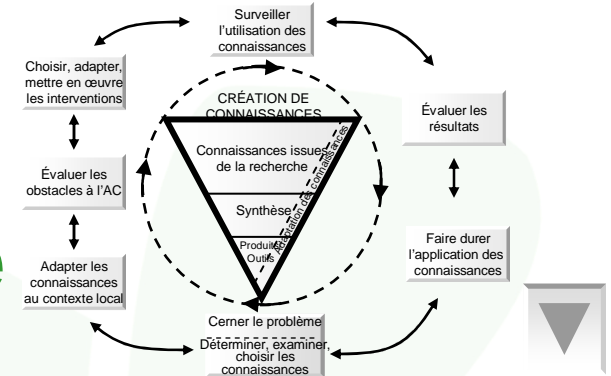 Surveiller
l'utilisation des
connaissances
Choisir, adapter,
mettre en œuvre
les interventions
Évaluer les
obstacles à l'AC
Adapter les
connaissances
au contexte local
CRÉATION DE
CONNAISSANCES
Connaissances issues
de la recherche
Synthèse
Produits
Outils
Adaptation des connaissances
Évaluer les
résultats
Faire durer
l'application des
connaissances
Cerner le problème
Déterminer, examiner,
choisir les
connaissances